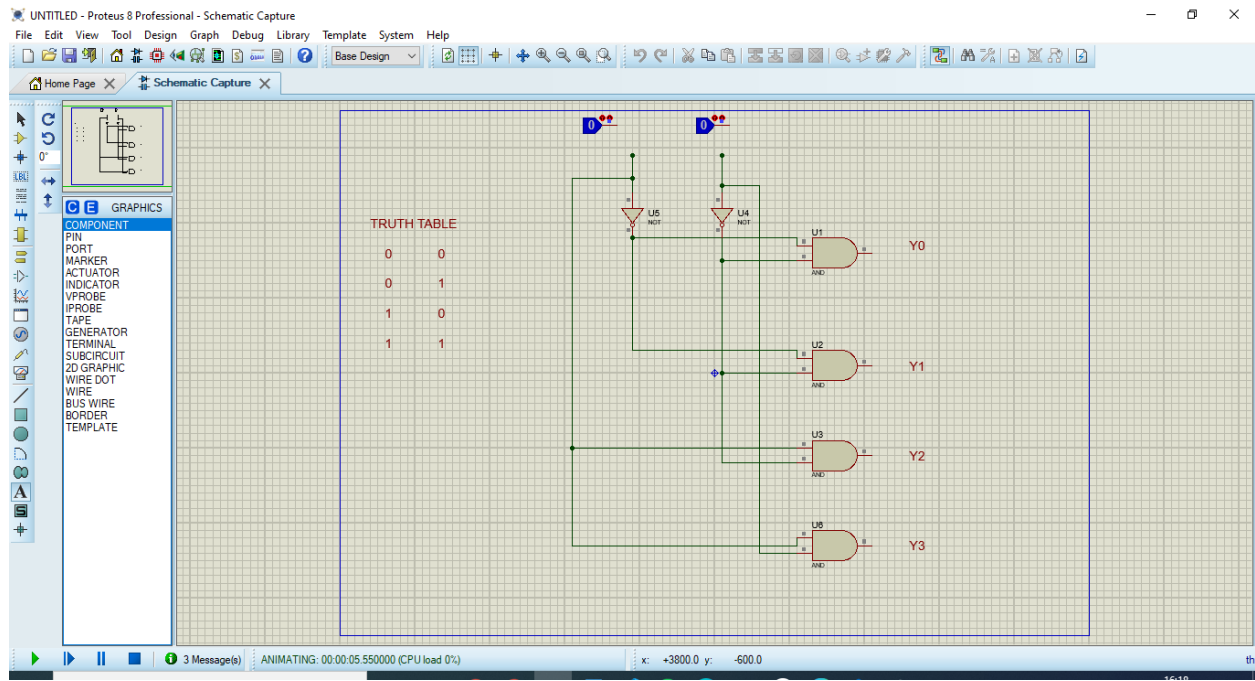 UNTITLED - Proteus 8 Professional - Schematic Capture
File Edit View Tool Design Graph Debug Library Template System Help
Base Design
Home Page Schematic Capture
0 0
0°
LBL
C E GRAPHICS
COMPONENT
PIN
PORT
MARKER
ACTUATOR
INDICATOR
VPROBE
IPROBE
TAPE
GENERATOR
TERMINAL
SUBCIRCUIT
2D GRAPHIC
WIRE DOT
WIRE
BUS WIRE
BORDER
TEMPLATE
A
S
TRUTH TABLE
0 0
0 1
1 0
1 1
U5
NOT
U4
NOT
U1
AND
Y0
U2
AND
Y1
U3
AND
Y2
U6
AND
Y3
3 Message(s) ANIMATING: 00:00:05.550000 (CPU load 0%) x: +3800.0 y: -600.0 th